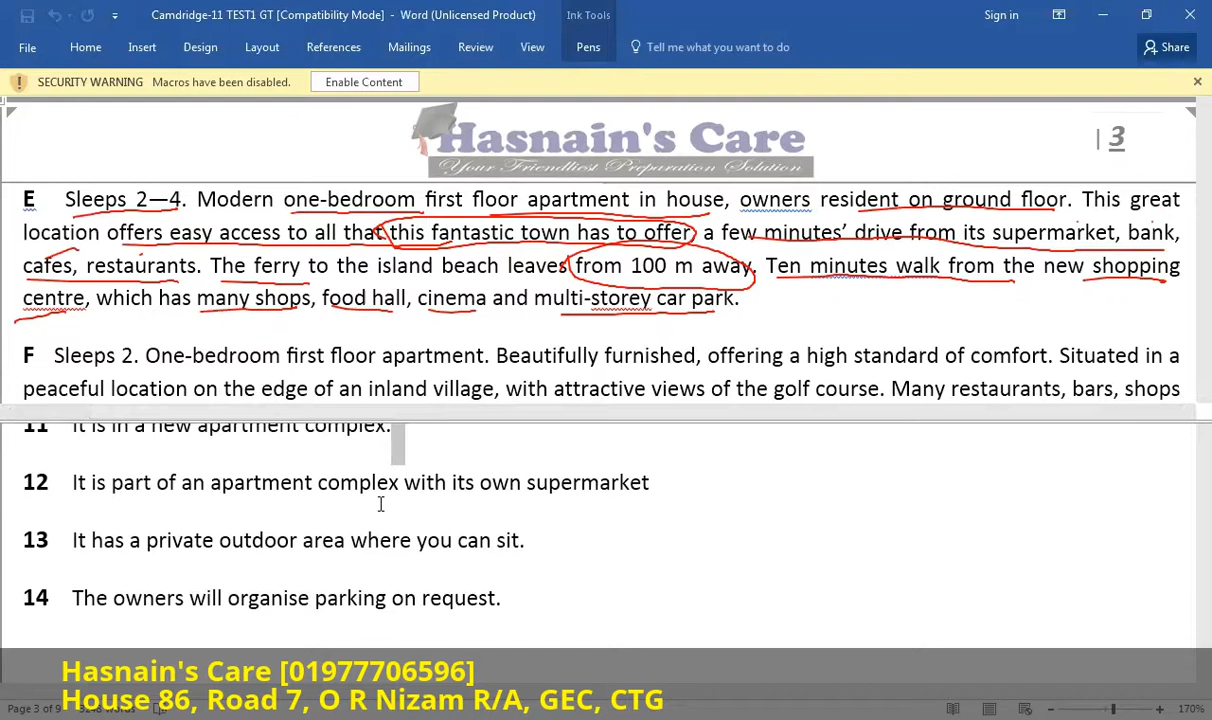 Camdridge-11 TEST1 GT [Compatibility Mode] - Word (Unlicensed Product)
Ink Tools
Sign in
File Home Insert Design Layout References Mailings Review View Pens Tell me what you want to do Share
SECURITY WARNING Macros have been disabled. Enable Content
Hasnain's Care
Your Friendliest Preparation Solution
| 3
E Sleeps 2—4. Modern one-bedroom first floor apartment in house, owners resident on ground floor. This great
location offers easy access to all that this fantastic town has to offer, a few minutes’ drive from its supermarket, bank,
cafes, restaurants. The ferry to the island beach leaves from 100 m away. Ten minutes walk from the new shopping
centre, which has many shops, food hall, cinema and multi-storey car park.
F Sleeps 2. One-bedroom first floor apartment. Beautifully furnished, offering a high standard of comfort. Situated in a
peaceful location on the edge of an inland village, with attractive views of the golf course. Many restaurants, bars, shops
11 It is in a new apartment complex.
12 It is part of an apartment complex with its own supermarket
13 It has a private outdoor area where you can sit.
14 The owners will organise parking on request.
Hasnain's Care [01977706596]
House 86, Road 7, O R Nizam R/A, GEC, CTG
Page 3 of 9 words 170%